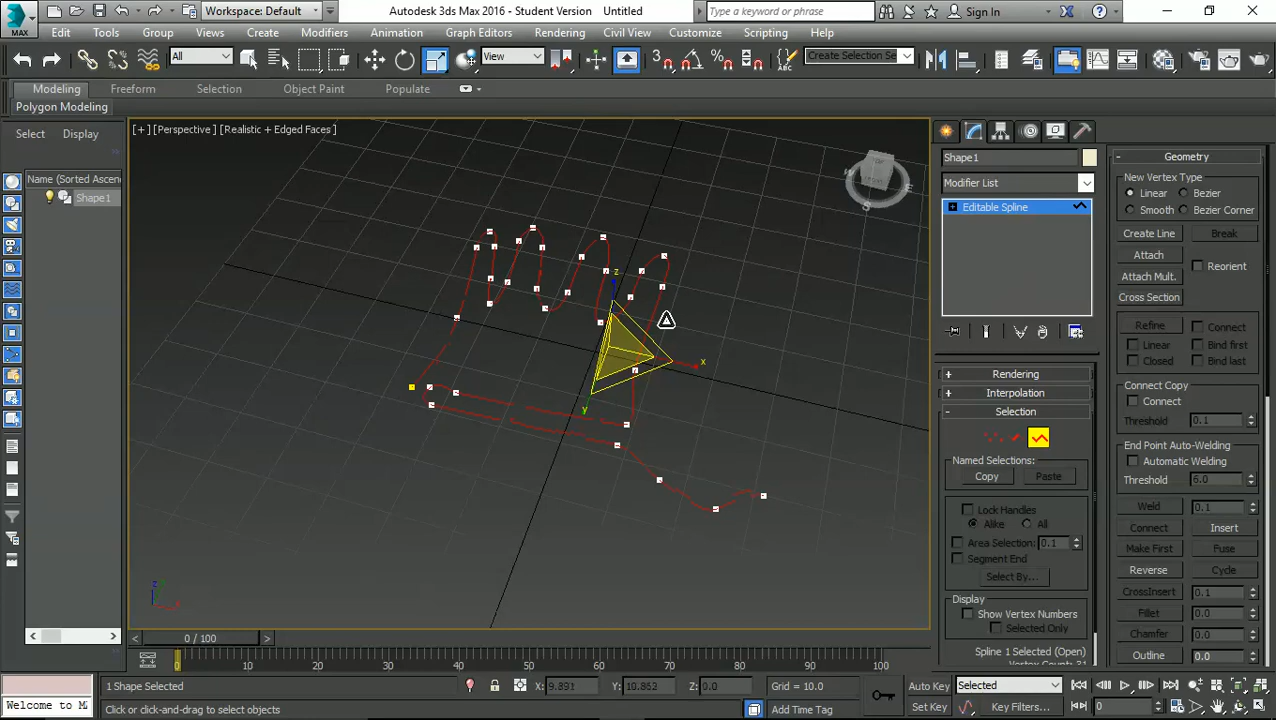 MAX
Workspace: Default
Autodesk 3ds Max 2016 - Student Version Untitled
Type a keyword or phrase
Sign In
Edit Tools Group Views Create Modifiers Animation Graph Editors Rendering Civil View Customize Scripting Help
All View Create Selection Se
Modeling Freeform Selection Object Paint Populate
Polygon Modeling
Select Display
Name (Sorted Ascen
Shape1
[+] [Perspective] [Realistic + Edged Faces]
z
x
y
Shape1
Modifier List
Editable Spline
Rendering
Interpolation
Selection
Named Selections:
Copy Paste
Lock Handles
Alike All
Area Selection: 0.1
Segment End
Select By...
Display
Show Vertex Numbers
Selected Only
Spline 1 Selected (Open)
Geometry
New Vertex Type
Linear Bezier
Smooth Bezier Corner
Create Line Break
Attach
Reorient
Attach Mult.
Cross Section
Refine Connect
Linear Bind first
Closed Bind last
Connect Copy
Connect
Threshold 0.1
End Point Auto-Welding
Automatic Welding
Threshold 6.0
Weld 0.1
Connect Insert
Make First Fuse
Reverse Cycle
CrossInsert 0.1
Fillet 0.0
Chamfer 0.0
Outline 0.0
0 / 100
0 10 20 30 40 50 60 70 80 90 100
1 Shape Selected X: 9.891 Y: 10.862 Z: 0.0 Grid = 10.0 Auto Key Selected
Welcome to M Click or click-and-drag to select objects Add Time Tag Set Key Key Filters... 0